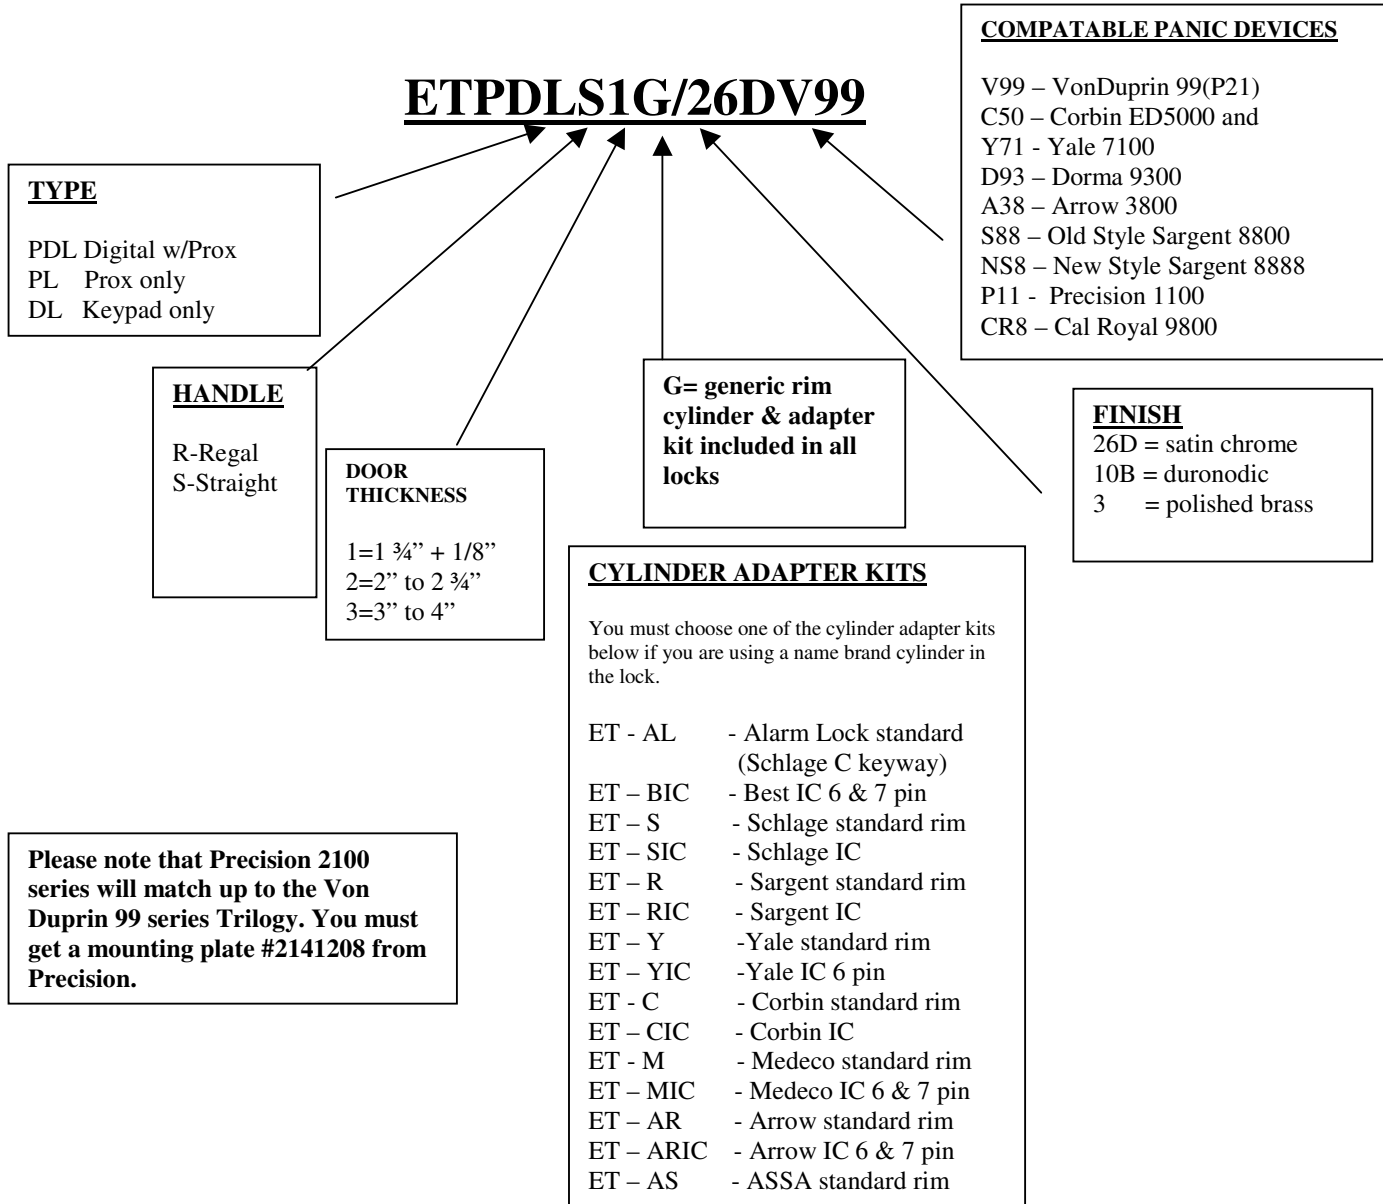 ETPDLS1G/26DV99
COMPATABLE PANIC DEVICES
V99 – VonDuprin 99(P21)
C50 – Corbin ED5000 and
Y71 - Yale 7100
D93 – Dorma 9300
A38 – Arrow 3800
S88 – Old Style Sargent 8800
NS8 – New Style Sargent 8888
P11 - Precision 1100
CR8 – Cal Royal 9800
TYPE
PDL Digital w/Prox
PL Prox only
DL Keypad only
HANDLE
R-Regal
S-Straight
DOOR
THICKNESS
1=1 ¾” + 1/8”
2=2” to 2 ¾”
3=3” to 4”
G= generic rim
cylinder & adapter
kit included in all
locks
FINISH
26D = satin chrome
10B = duronodic
3 = polished brass
CYLINDER ADAPTER KITS
You must choose one of the cylinder adapter kits
below if you are using a name brand cylinder in
the lock.
ET - AL - Alarm Lock standard
(Schlage C keyway)
ET – BIC - Best IC 6 & 7 pin
ET – S - Schlage standard rim
ET – SIC - Schlage IC
ET – R - Sargent standard rim
ET – RIC - Sargent IC
ET – Y -Yale standard rim
ET – YIC -Yale IC 6 pin
ET - C - Corbin standard rim
ET – CIC - Corbin IC
ET - M - Medeco standard rim
ET – MIC - Medeco IC 6 & 7 pin
ET – AR - Arrow standard rim
ET – ARIC - Arrow IC 6 & 7 pin
ET – AS - ASSA standard rim
Please note that Precision 2100
series will match up to the Von
Duprin 99 series Trilogy. You must
get a mounting plate #2141208 from
Precision.